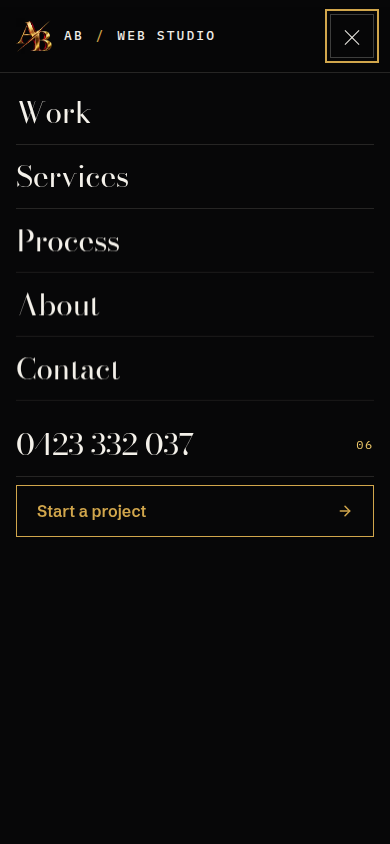 AB AB / WEB STUDIO
Work
Services
Process
About
Contact
0423 332 037 06
Start a project